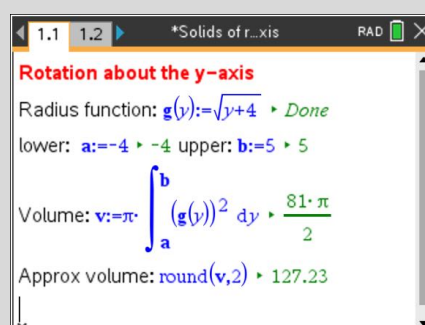 1.1 1.2 *Solids of r...xis RAD
Rotation about the y-axis
Radius function: g(y):=√(y+4) ▸ Done
lower: a:=-4 ▸ -4 upper: b:=5 ▸ 5
Volume: v:=π·∫_a^b (g(y))² dy ▸ 81·π/2
Approx volume: round(v,2) ▸ 127.23